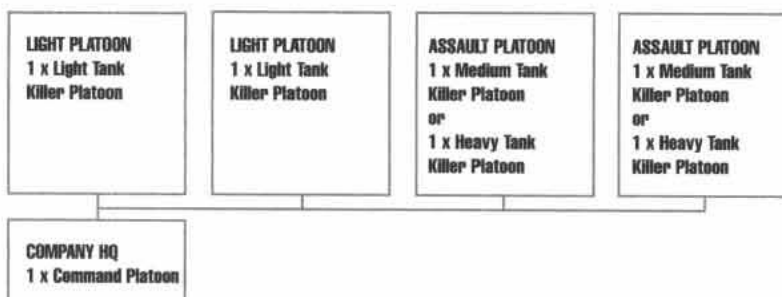 LIGHT PLATOON
1 x Light Tank
Killer Platoon
LIGHT PLATOON
1 x Light Tank
Killer Platoon
ASSAULT PLATOON
1 x Medium Tank
Killer Platoon
or
1 x Heavy Tank
Killer Platoon
ASSAULT PLATOON
1 x Medium Tank
Killer Platoon
or
1 x Heavy Tank
Killer Platoon
COMPANY HQ
1 x Command Platoon